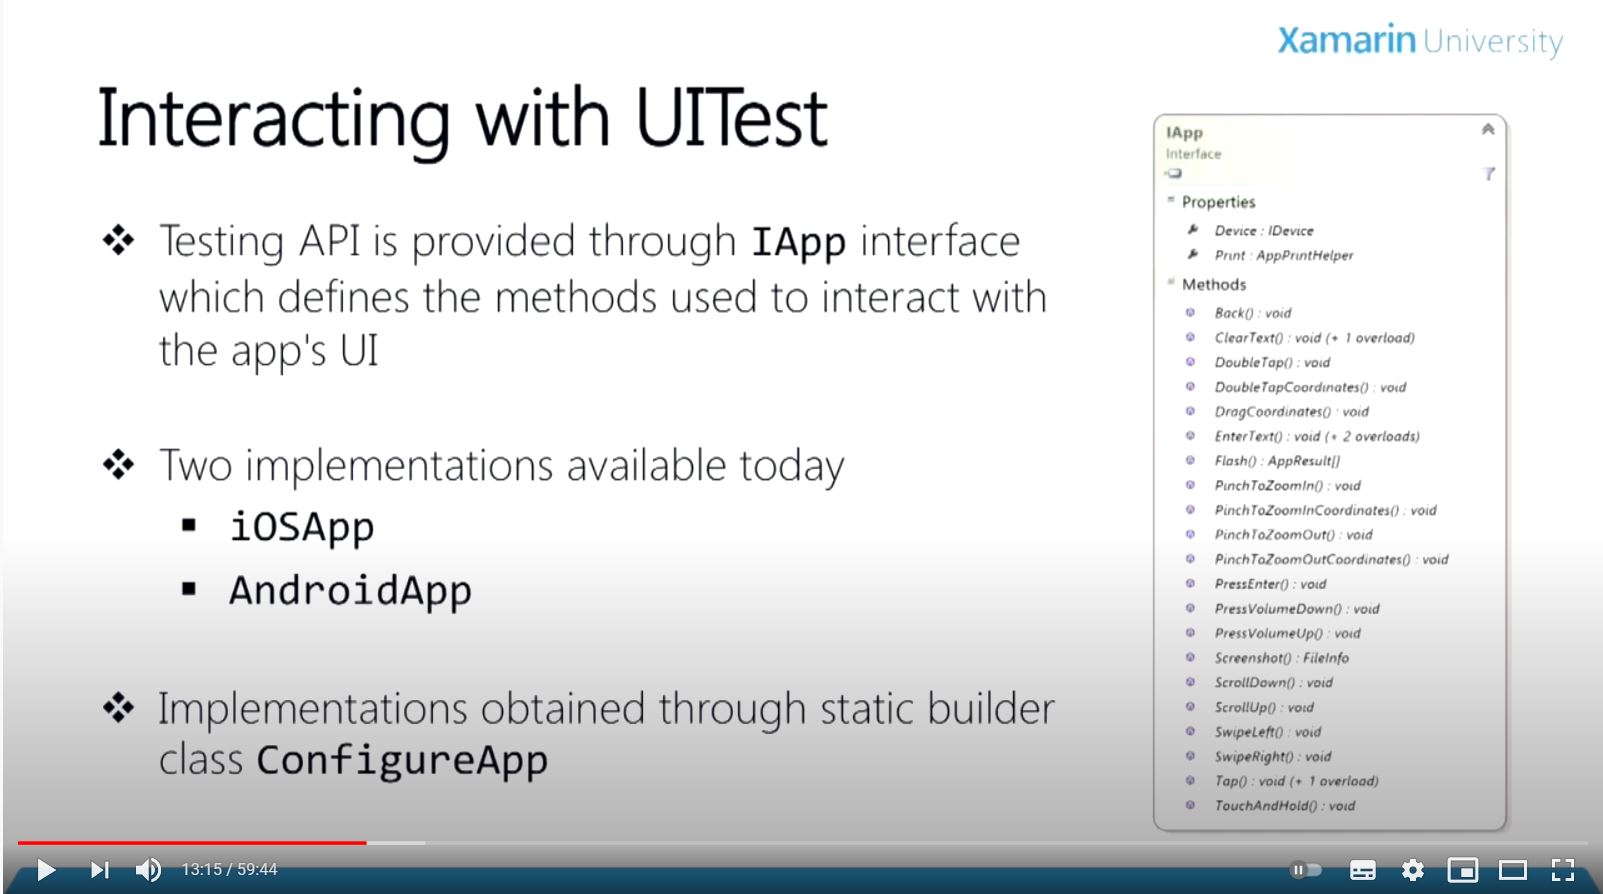 Xamarin University
Interacting with UITest
Testing API is provided through IApp interface
which defines the methods used to interact with
the app's UI
Two implementations available today
iOSApp
AndroidApp
Implementations obtained through static builder
class ConfigureApp
IApp
Interface
Properties
Device : IDevice
Print : AppPrintHelper
Methods
Back() : void
ClearText() : void (+ 1 overload)
DoubleTap() : void
DoubleTapCoordinates() : void
DragCoordinates() : void
EnterText() : void (+ 2 overloads)
Flash() : AppResult[]
PinchToZoomIn() : void
PinchToZoomInCoordinates() : void
PinchToZoomOut() : void
PinchToZoomOutCoordinates() : void
PressEnter() : void
PressVolumeDown() : void
PressVolumeUp() : void
Screenshot() : FileInfo
ScrollDown() : void
ScrollUp() : void
SwipeLeft() : void
SwipeRight() : void
Tap() : void (+ 1 overload)
TouchAndHold() : void
13:15 / 59:44